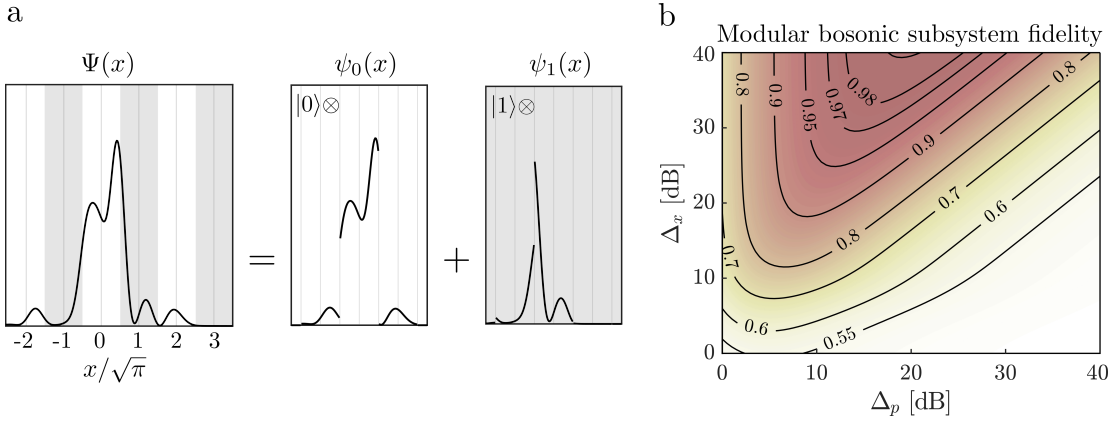 a
Ψ(x)
ψ₀(x)
ψ₁(x)
|0⟩⊗
|1⟩⊗
=
+
-2 -1 0 1 2 3
x/√π
b
Modular bosonic subsystem fidelity
40
30
20
10
0
Δₓ [dB]
0.8
0.9
0.95
0.97
0.98
0.9
0.8
0.7
0.8
0.7
0.6
0.6
0.55
0 10 20 30 40
Δₚ [dB]